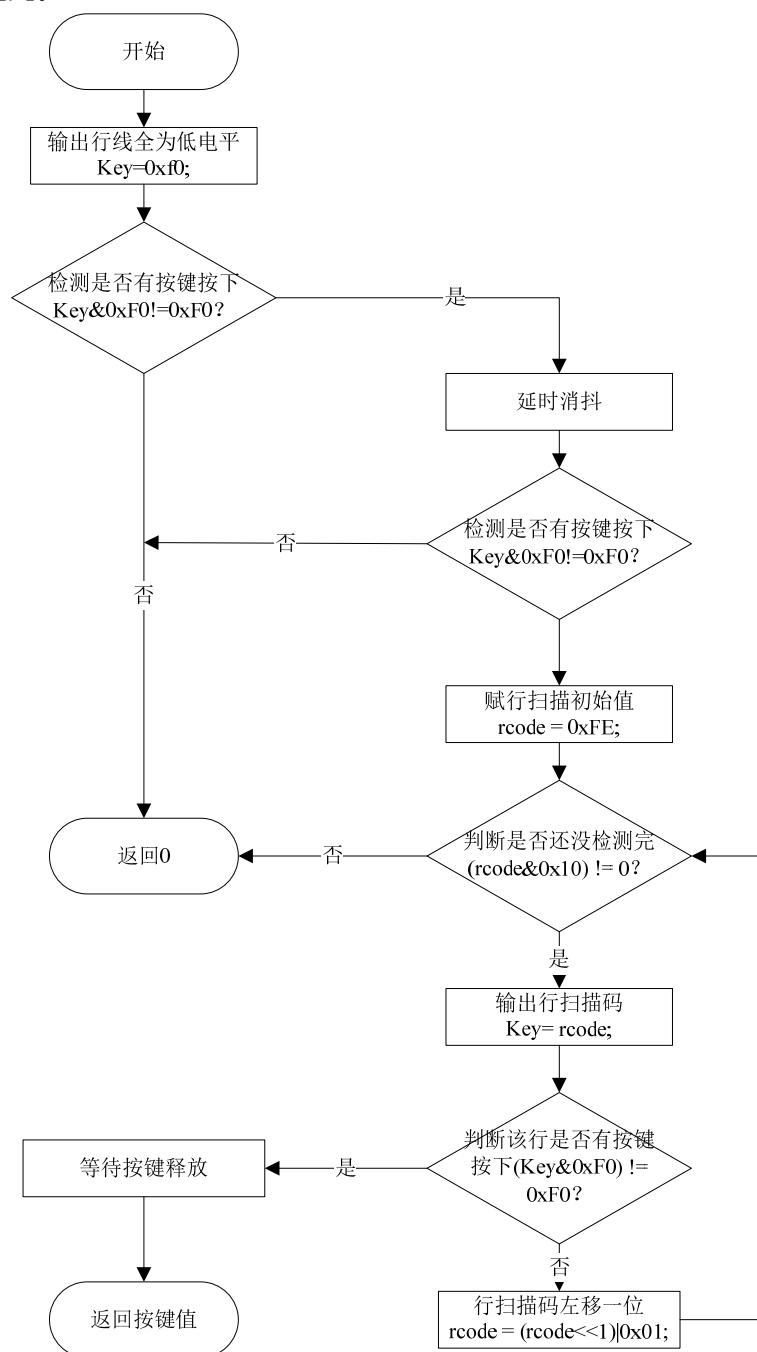 开始
输出行线全为低电平
Key=0xf0;
检测是否有按键按下
Key&0xF0!=0xF0?
是
延时消抖
检测是否有按键按下
Key&0xF0!=0xF0?
否
否
赋行扫描初始值
rcode = 0xFE;
判断是否还没检测完
(rcode&0x10) != 0?
否
返回0
是
输出行扫描码
Key= rcode;
判断该行是否有按键
按下(Key&0xF0) !=
0xF0?
是
等待按键释放
否
返回按键值
行扫描码左移一位
rcode = (rcode<<1)|0x01;